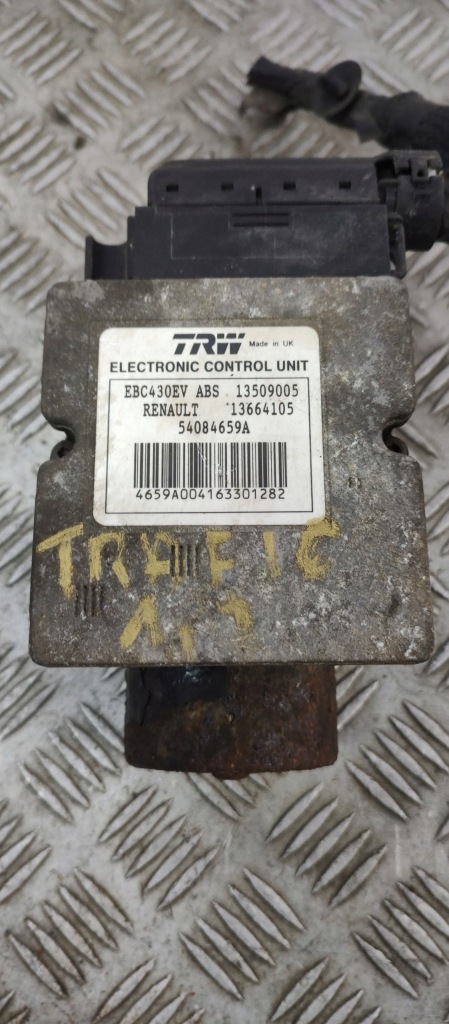 TRW Made in UK
ELECTRONIC CONTROL UNIT
EBC430EV ABS 13509005
RENAULT 13664105
54084659A
4659A004163301282
TRAFIC